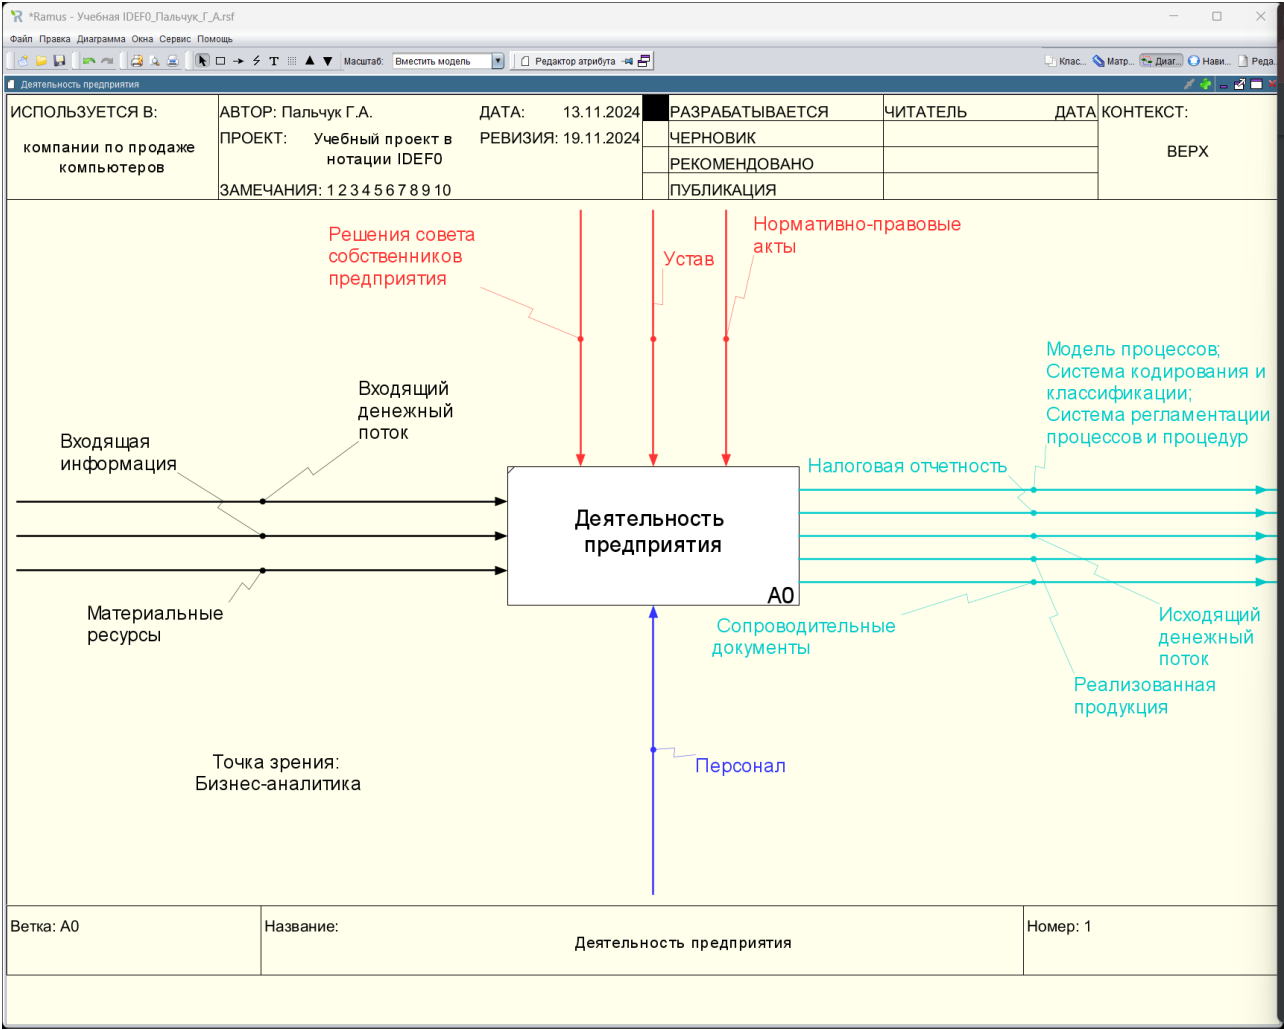 *Ramus - Учебная IDEF0_Пальчук_Г_А.rsf
Файл Правка Диаграмма Окна Сервис Помощь
Масштаб: Вместить модель Редактор атрибута Клас... Матр... Диаг... Нави... Реда...
Деятельность предприятия
ИСПОЛЬЗУЕТСЯ В:
компании по продаже
компьютеров
АВТОР: Пальчук Г.А.
ДАТА: 13.11.2024
ПРОЕКТ: Учебный проект в
нотации IDEF0
РЕВИЗИЯ: 19.11.2024
ЗАМЕЧАНИЯ: 1 2 3 4 5 6 7 8 9 10
РАЗРАБАТЫВАЕТСЯ
ЧЕРНОВИК
РЕКОМЕНДОВАНО
ПУБЛИКАЦИЯ
ЧИТАТЕЛЬ ДАТА
КОНТЕКСТ:
ВЕРХ
Решения совета
собственников
предприятия
Устав
Нормативно-правовые
акты
Модель процессов;
Система кодирования и
классификации;
Система регламентации
процессов и процедур
Входящий
денежный
поток
Входящая
информация
Налоговая отчетность
Деятельность
предприятия
A0
Материальные
ресурсы
Сопроводительные
документы
Исходящий
денежный
поток
Реализованная
продукция
Точка зрения:
Бизнес-аналитика
Персонал
Ветка: A0
Название:
Деятельность предприятия
Номер: 1